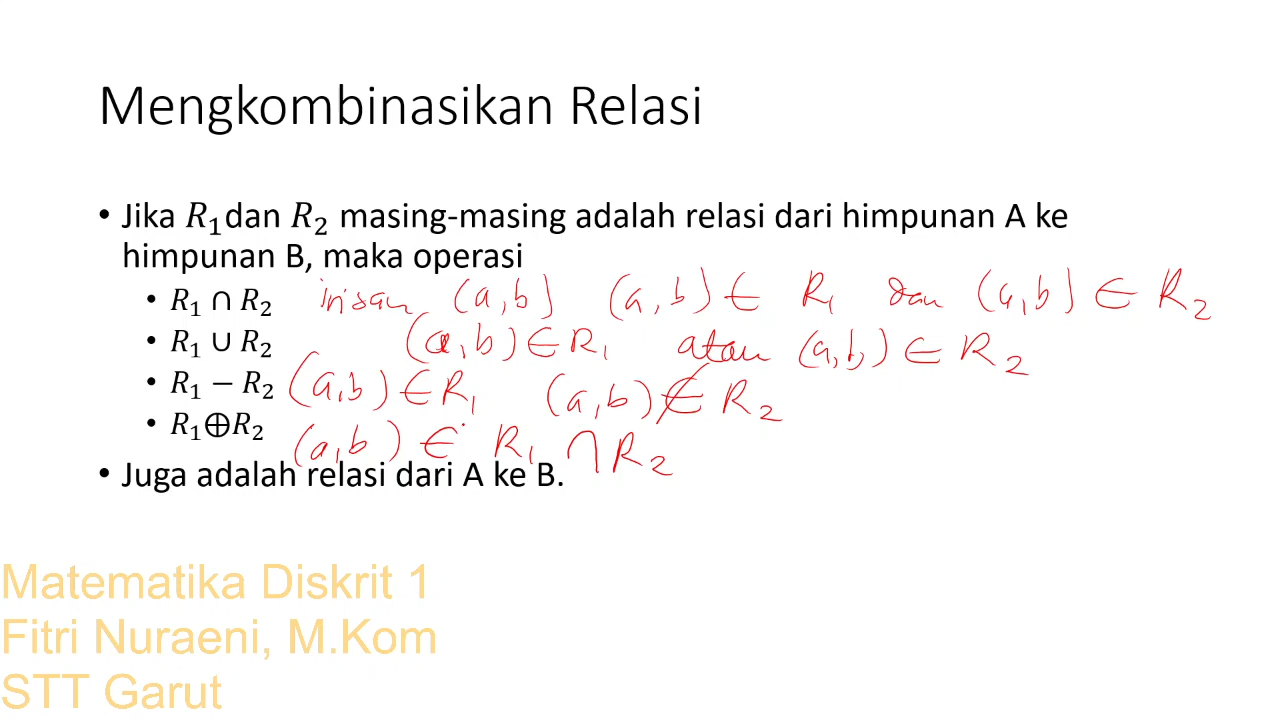 Mengkombinasikan Relasi
• Jika R₁dan R₂ masing-masing adalah relasi dari himpunan A ke
himpunan B, maka operasi
• R₁ ∩ R₂ irisan (a,b) (a,b) ∈ R₁ dan (a,b) ∈ R₂
• R₁ ∪ R₂ (a,b) ∈ R₁ atau (a,b) ∈ R₂
• R₁ − R₂ (a,b) ∈ R₁ (a,b) ∉ R₂
• R₁⊕R₂ (a,b) ∈ R₁ ∩ R₂
• Juga adalah relasi dari A ke B.
Matematika Diskrit 1
Fitri Nuraeni, M.Kom
STT Garut